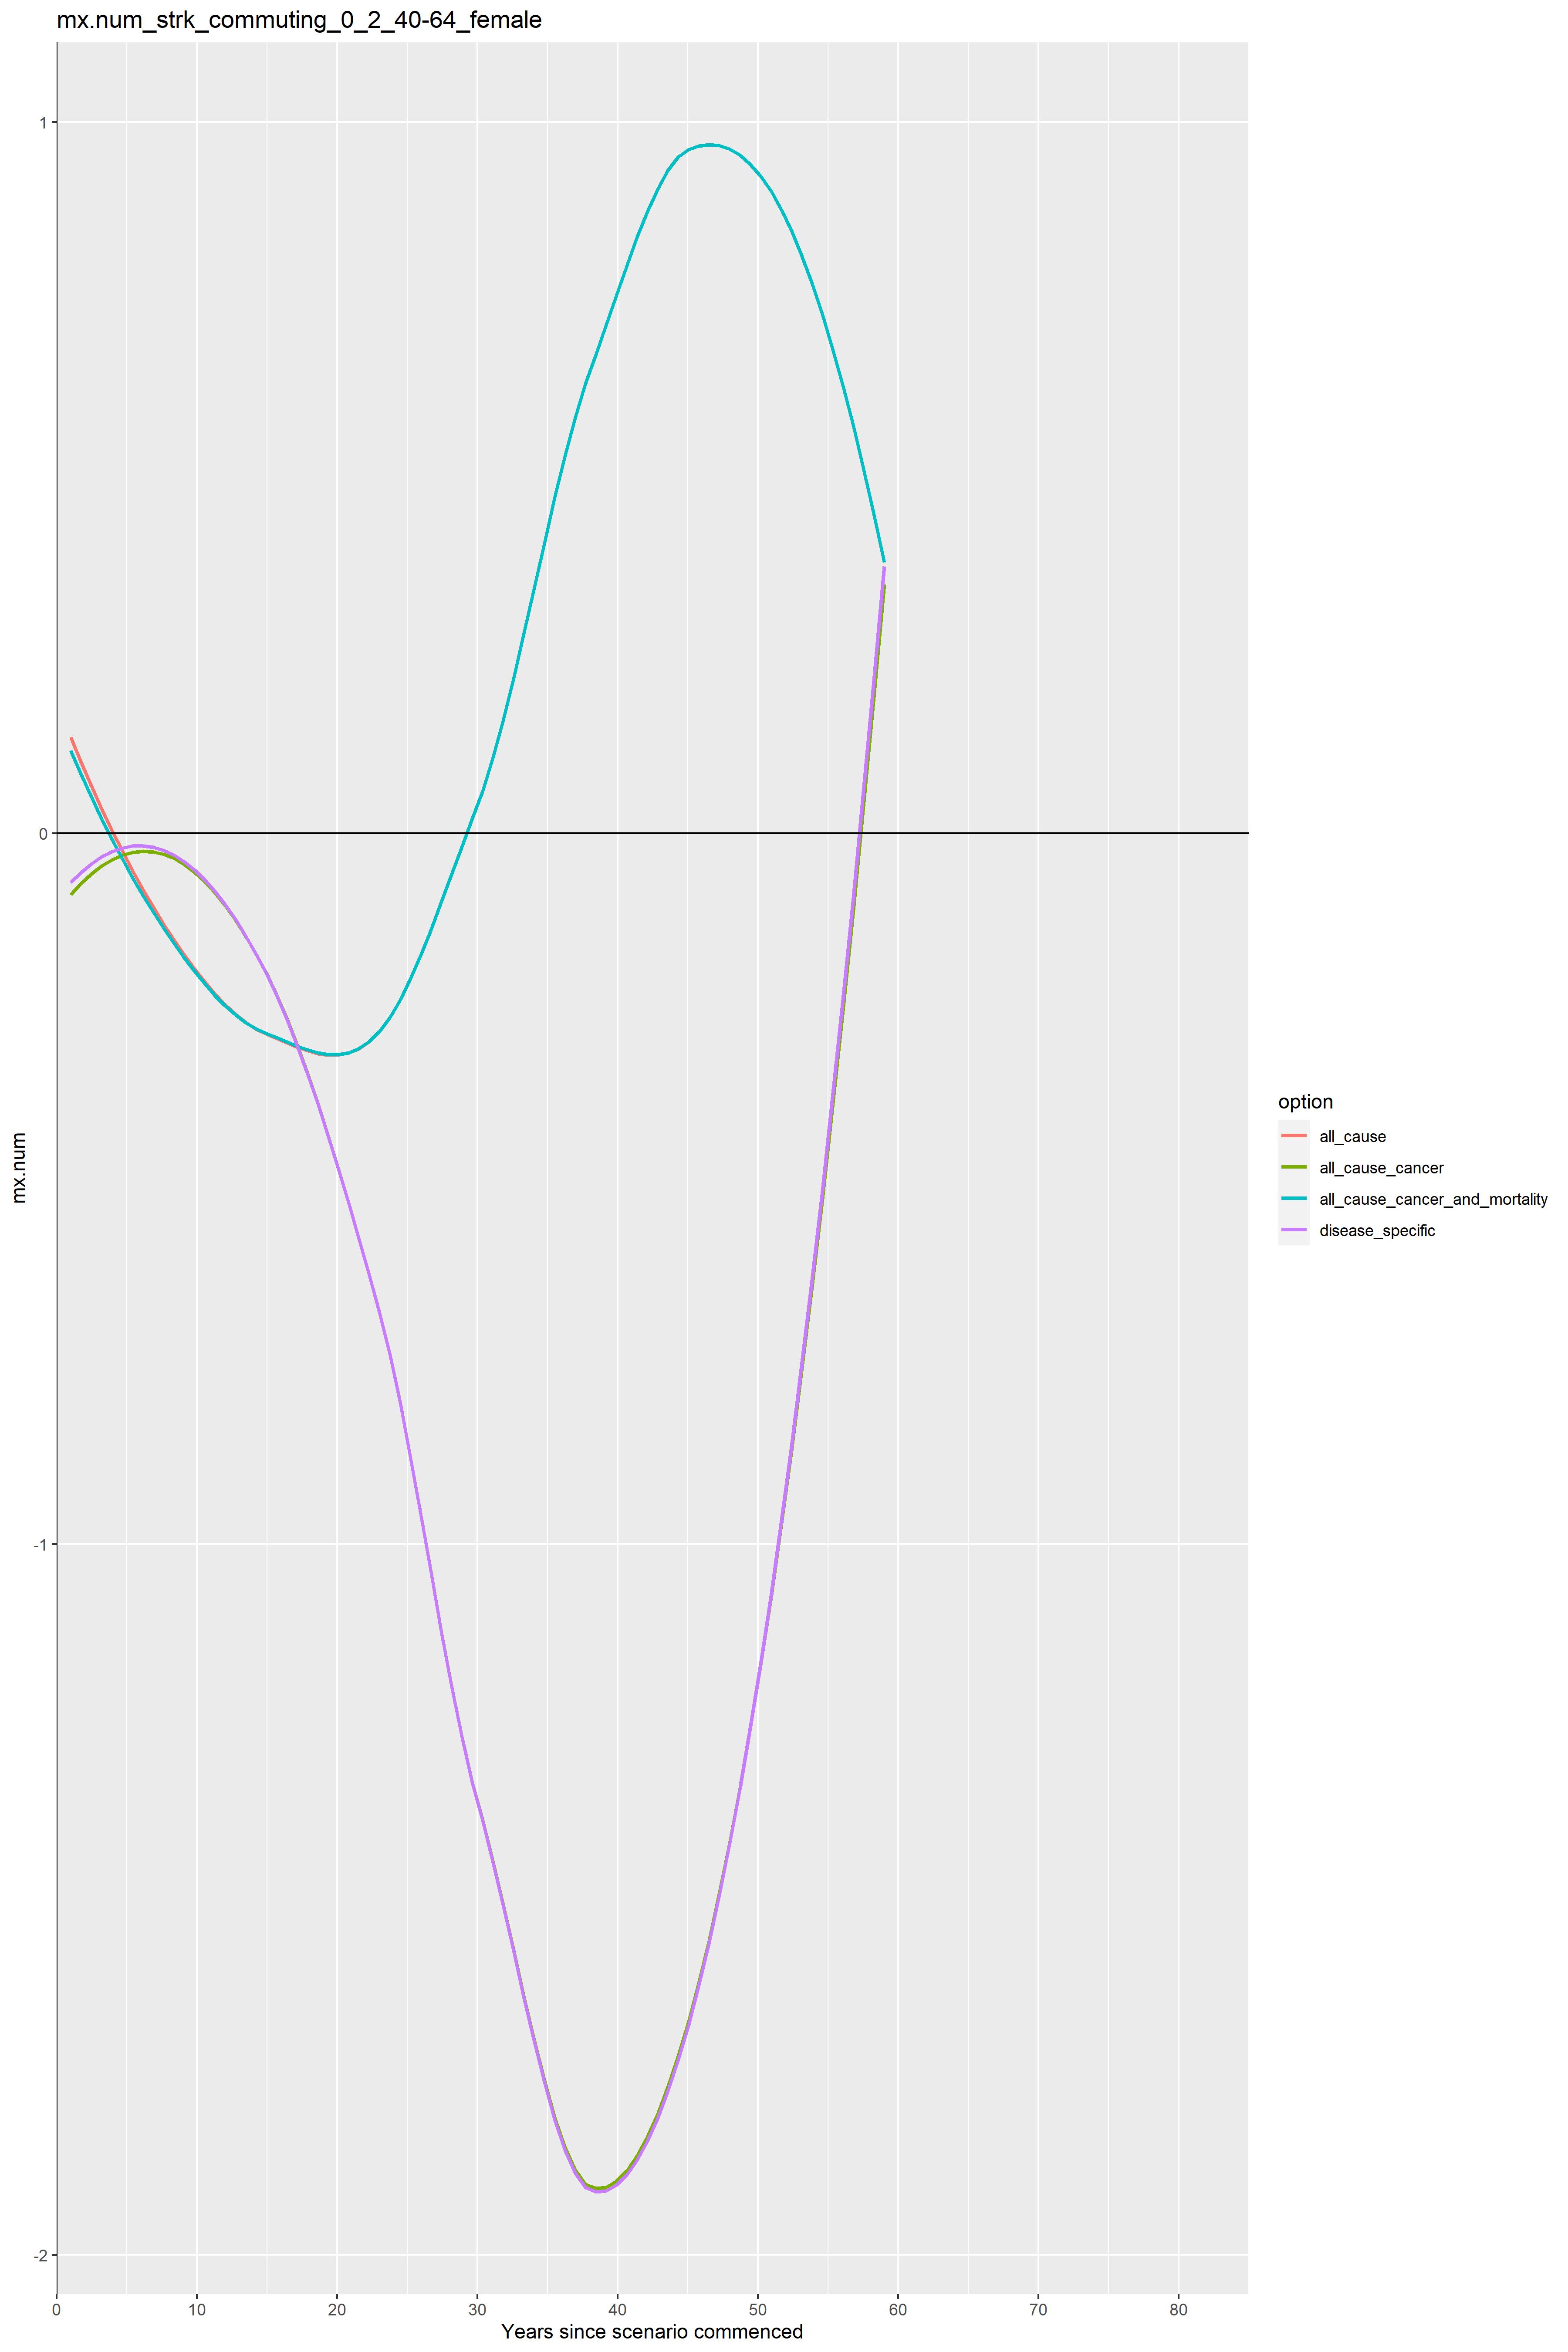 mx.num_strk_commuting_0_2_40-64_female
1
0
-1
-2
mx.num
0 10 20 30 40 50 60 70 80
Years since scenario commenced
option
all_cause
all_cause_cancer
all_cause_cancer_and_mortality
disease_specific